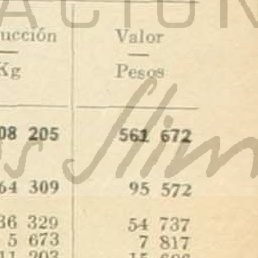 ucción Valor
Kg Pesos
08 205 561 672
64 309 95 572
36 329 54 737
5 673 7 817